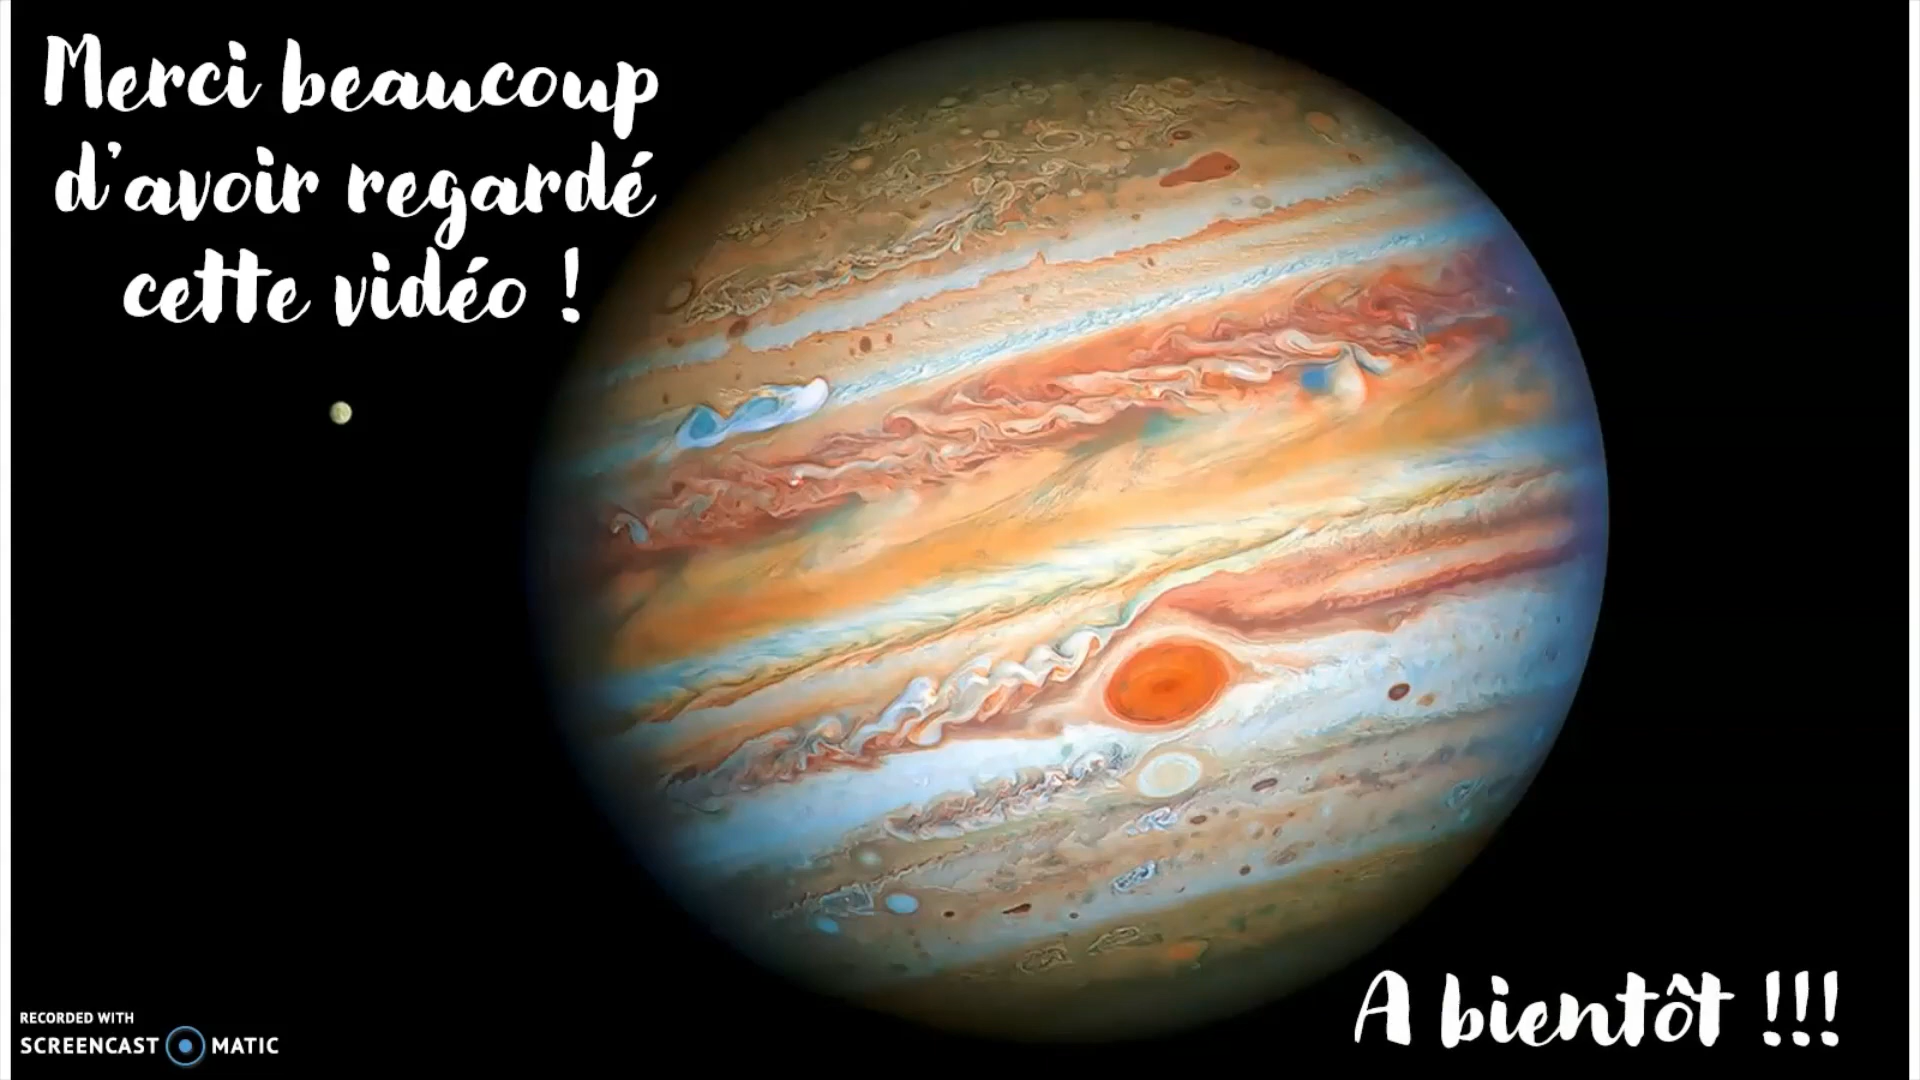 Merci beaucoup
d'avoir regardé
cette vidéo !
A bientôt !!!
RECORDED WITH
SCREENCAST MATIC